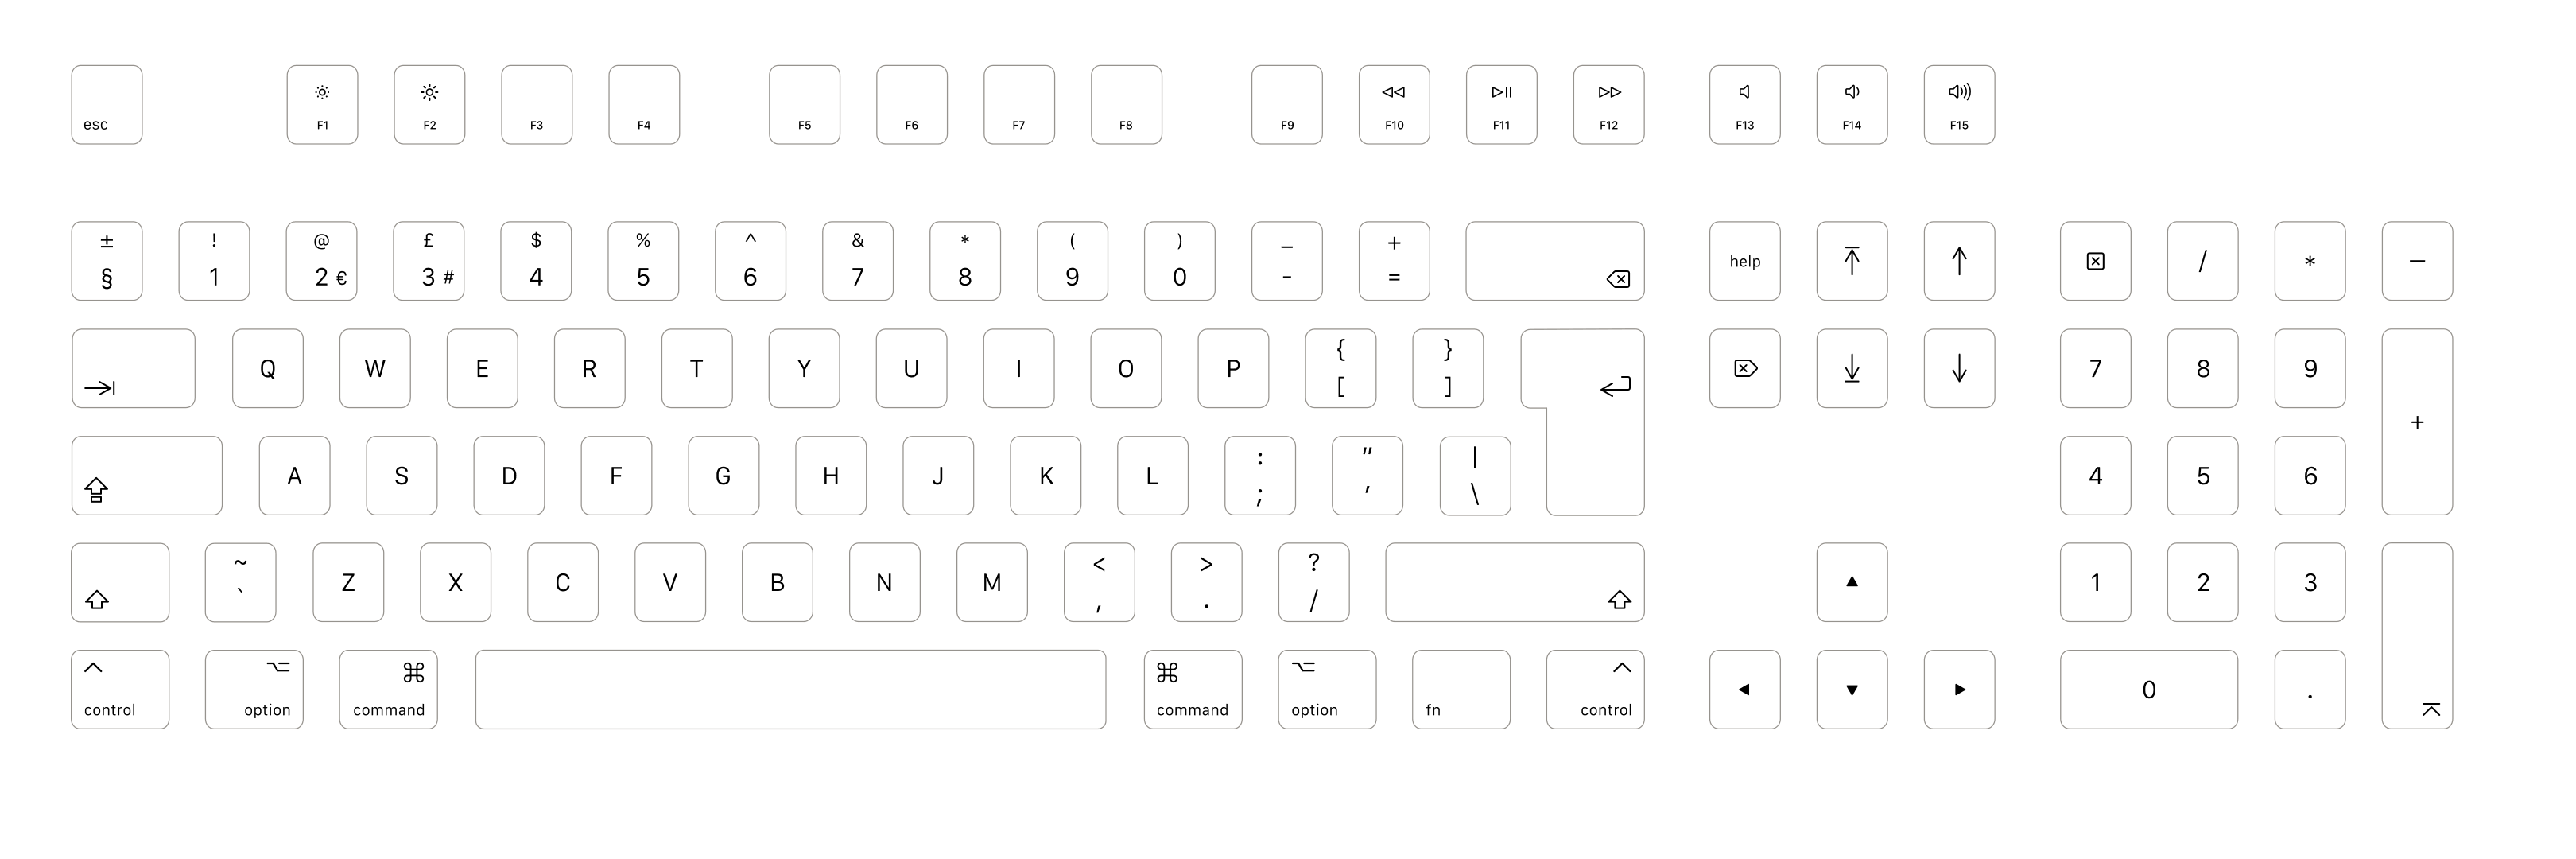 esc F1 F2 F3 F4 F5 F6 F7 F8 F9 F10 F11 F12 F13 F14 F15
± ! @ £ $ % ^ & * ( ) _ +
§ 1 2 € 3 # 4 5 6 7 8 9 0 - = help / * −
Q W E R T Y U I O P { [ } ] 7 8 9 +
A S D F G H J K L : ; " ' | \ 4 5 6
~ ` Z X C V B N M < , > . ? / 1 2 3
control option ⌘ command ⌘ command option fn control 0 .